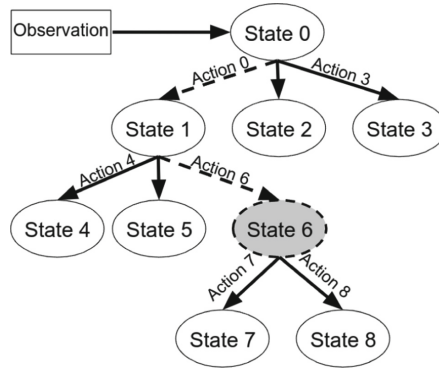 Observation
State 0
Action 0
Action 3
State 1
State 2
State 3
Action 4
Action 6
State 4
State 5
State 6
Action 7
Action 8
State 7
State 8